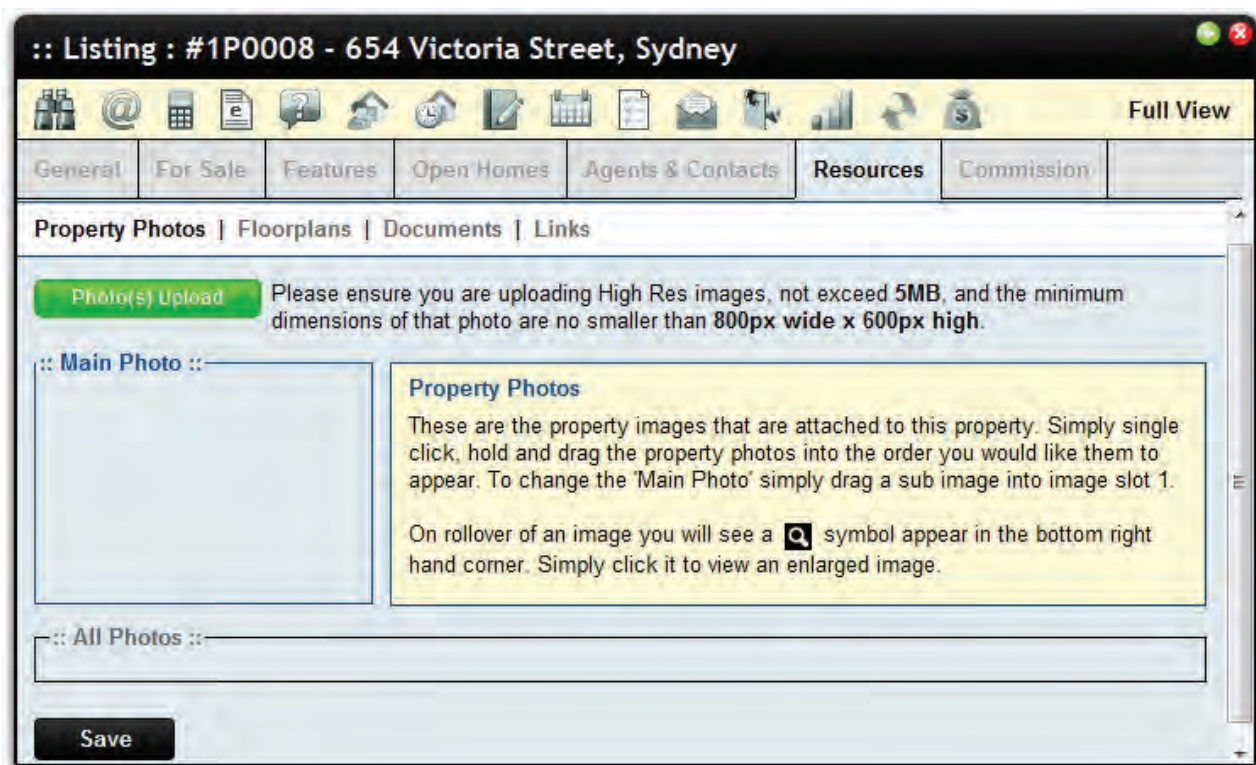 :: Listing : #1P0008 - 654 Victoria Street, Sydney
Full View
General For Sale Features Open Homes Agents & Contacts Resources Commission
Property Photos | Floorplans | Documents | Links
Photo(s) Upload
Please ensure you are uploading High Res images, not exceed 5MB, and the minimum
dimensions of that photo are no smaller than 800px wide x 600px high.
:: Main Photo ::
Property Photos
These are the property images that are attached to this property. Simply single
click, hold and drag the property photos into the order you would like them to
appear. To change the 'Main Photo' simply drag a sub image into image slot 1.
On rollover of an image you will see a symbol appear in the bottom right
hand corner. Simply click it to view an enlarged image.
:: All Photos ::
Save